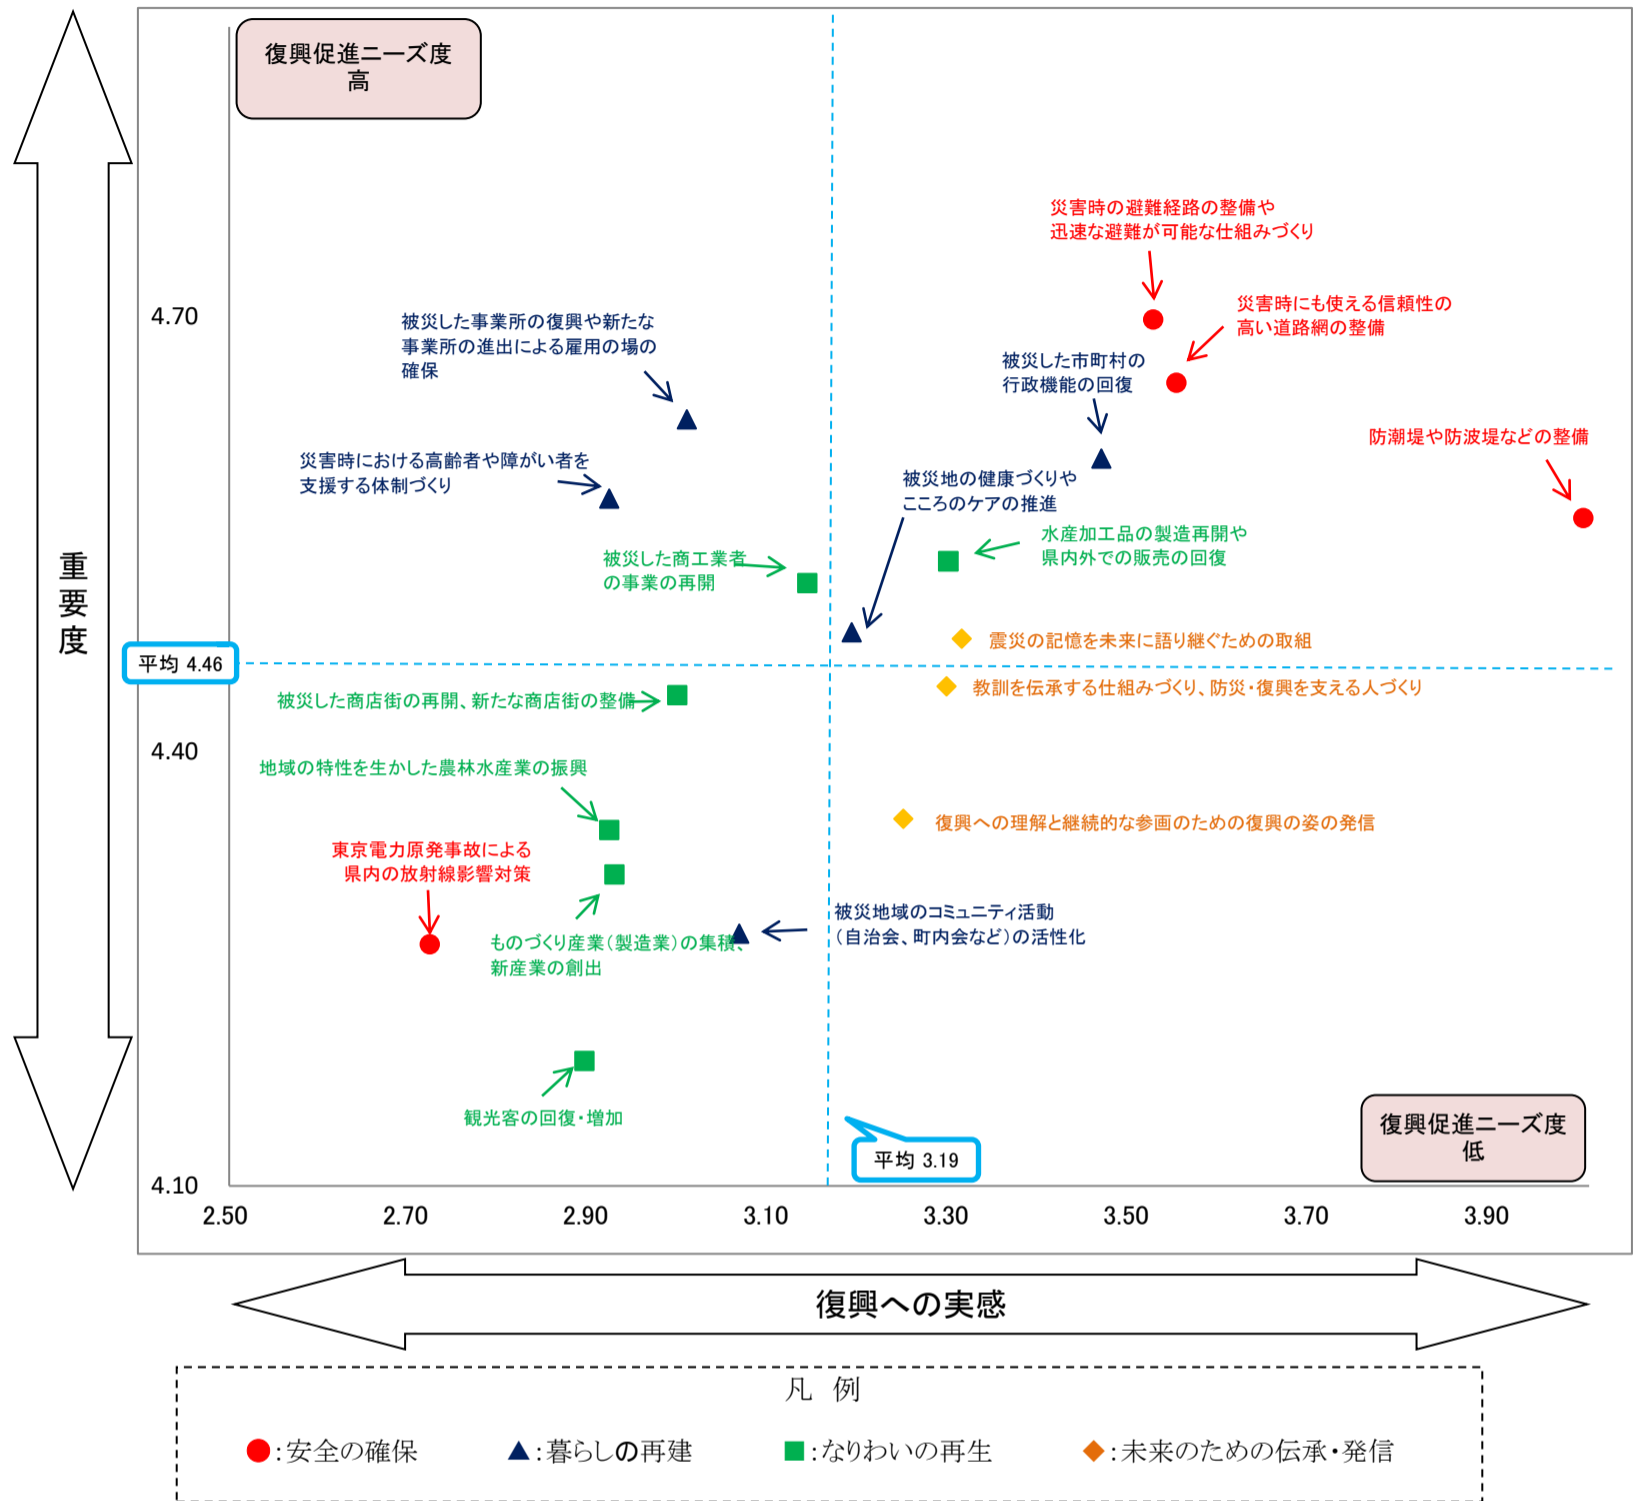 復興促進ニーズ度
高
災害時の避難経路の整備や
迅速な避難が可能な仕組みづくり
災害時にも使える信頼性の
高い道路網の整備
4.70
被災した事業所の復興や新たな
事業所の進出による雇用の場の
確保
被災した市町村の
行政機能の回復
防潮堤や防波堤などの整備
災害時における高齢者や障がい者を
支援する体制づくり
被災地の健康づくりや
こころのケアの推進
水産加工品の製造再開や
県内外での販売の回復
被災した商工業者
の事業の再開
重要度
震災の記憶を未来に語り継ぐための取組
平均 4.46
教訓を伝承する仕組みづくり、防災・復興を支える人づくり
被災した商店街の再開、新たな商店街の整備
4.40
地域の特性を生かした農林水産業の振興
復興への理解と継続的な参画のための復興の姿の発信
東京電力原発事故による
県内の放射線影響対策
被災地域のコミュニティ活動
（自治会、町内会など）の活性化
ものづくり産業（製造業）の集積、
新産業の創出
観光客の回復・増加
復興促進ニーズ度
低
平均 3.19
4.10
2.50 2.70 2.90 3.10 3.30 3.50 3.70 3.90
復興への実感
凡 例
：安全の確保 ：暮らしの再建 ：なりわいの再生 ：未来のための伝承・発信